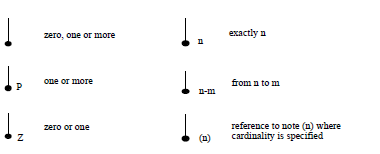 zero, one or more
n exactly n
P one or more
n-m from n to m
Z zero or one
(n) reference to note (n) where
cardinality is specified